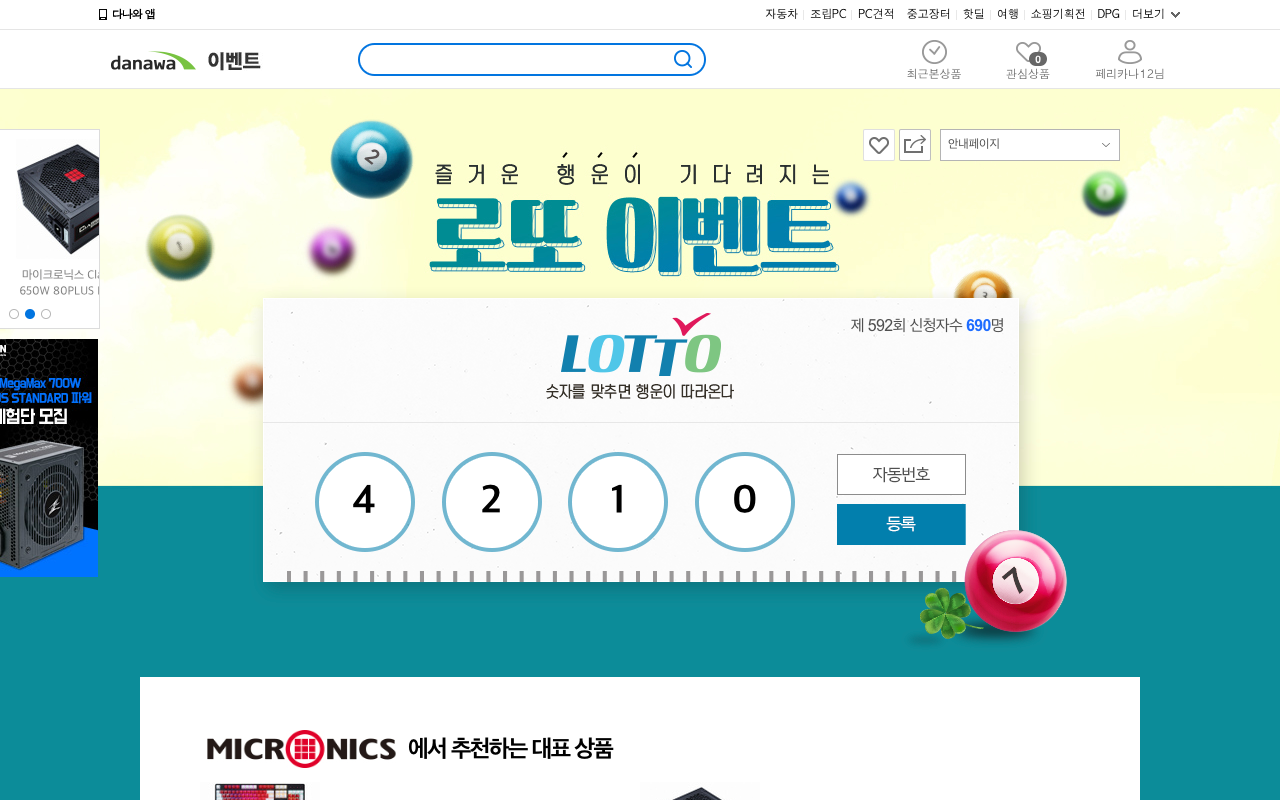 다나와 앱
자동차 조립PC PC견적 중고장터 핫딜 여행 쇼핑기획전 DPG 더보기
danawa 이벤트
최근본상품
0
관심상품
페리카나12님
안내페이지
즐거운 행운이 기다려지는
로또 이벤트
2
1
마이크로닉스 Cla
650W 80PLUS
제 592회 신청자수 690명
LOTTO
숫자를 맞추면 행운이 따라온다
MegaMax 700W
US STANDARD 파워
체험단 모집
4 2 1 0
자동번호
등록
7
MICRONICS 에서 추천하는 대표 상품